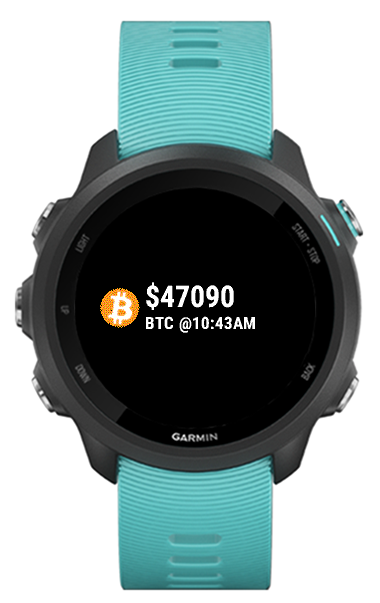 LIGHT
START • STOP
UP
$47090
BTC @10:43AM
DOWN
BACK
GARMIN